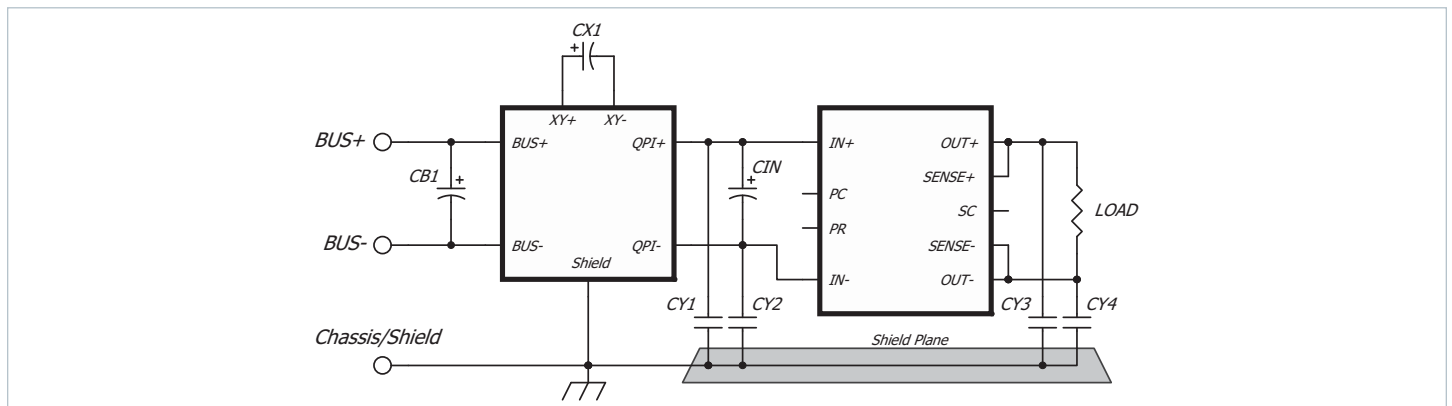 CX1
+
XY+ XY-
BUS+
BUS+
QPI+
IN+
OUT+
CB1
+
CIN
+
SENSE+
PC
SC
LOAD
PR
BUS-
BUS-
QPI-
SENSE-
Shield
IN-
OUT-
CY1
CY2
CY3
CY4
Chassis/Shield
Shield Plane